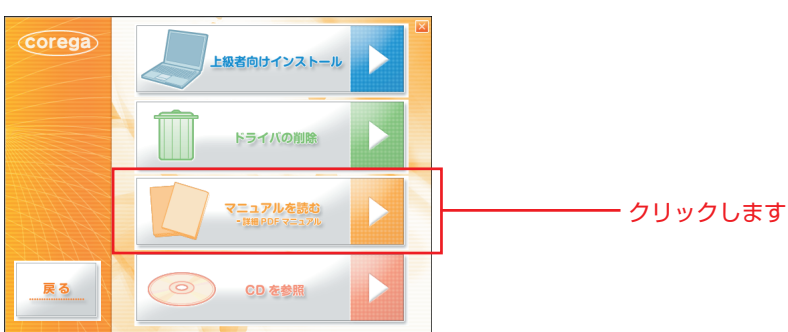 corega
上級者向けインストール
ドライバの削除
マニュアルを読む
-詳細PDFマニュアル
クリックします
戻る
CDを参照